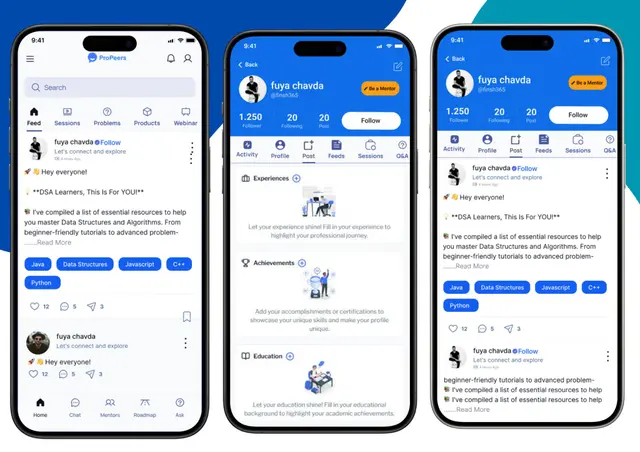 9:41
ProPeers
Search
Feed
Sessions
Problems
Products
Webinar
fuya chavda Follow
Let's connect and explore
🚀 👋 Hey everyone!
💡 **DSA Learners, This Is For YOU!**
📚 I've compiled a list of essential resources to help
you master Data Structures and Algorithms. From
beginner-friendly tutorials to advanced problem-
.......Read More
Java
Data Structures
Javascript
C++
Python
12
5
3
fuya chavda
Let's connect and explore
🚀 👋 Hey everyone!
12
5
3
Home
Chat
Mentors
Roadmap
Ask
9:41
Back
fuya chavda
@finsh365
Be a Mentor
1.250
Follower
20
Following
20
Post
Follow
Activity
Profile
Post
Feeds
Sessions
Q&A
Experiences
Let your experience shine! Fill in your experience to
highlight your professional journey.
Achievements
Add your accomplishments or certifications to
showcase your unique skills and make your profile
unique.
Education
Let your education shine! Fill in your educational
background to highlight your academic achievements.
9:41
Back
fuya chavda
@finsh365
Be a Mentor
1.250
Follower
20
Following
20
Post
Follow
Activity
Profile
Post
Feeds
Sessions
Q&A
fuya chavda Follow
Let's connect and explore
🚀 👋 Hey everyone!
💡 **DSA Learners, This Is For YOU!**
📚 I've compiled a list of essential resources to help
you master Data Structures and Algorithms. From
beginner-friendly tutorials to advanced problem-
.......Read More
Java
Data Structures
Javascript
C++
Python
12
5
3
fuya chavda Follow
Let's connect and explore
beginner-friendly tutorials to advanced problem-
📚 I've compiled a list of essential resources to help
📚 I've compiled a list of essential resources to help
.......Read More